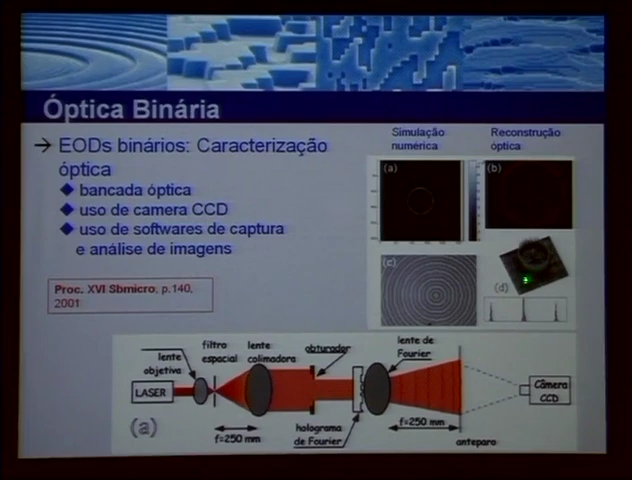 Óptica Binária
→ EODs binários: Caracterização
óptica
◆ bancada óptica
◆ uso de camera CCD
◆ uso de softwares de captura
e análise de imagens
Proc. XVI Sbmicro, p.140,
2001
Simulação
numérica
Reconstrução
óptica
(a)
(b)
(c)
(d)
LASER
lente
objetiva
filtro
espacial
lente
colimadora
obturador
lente de
Fourier
f=250 mm
holograma
de Fourier
f=250 mm
anteparo
Câmera
CCD
(a)